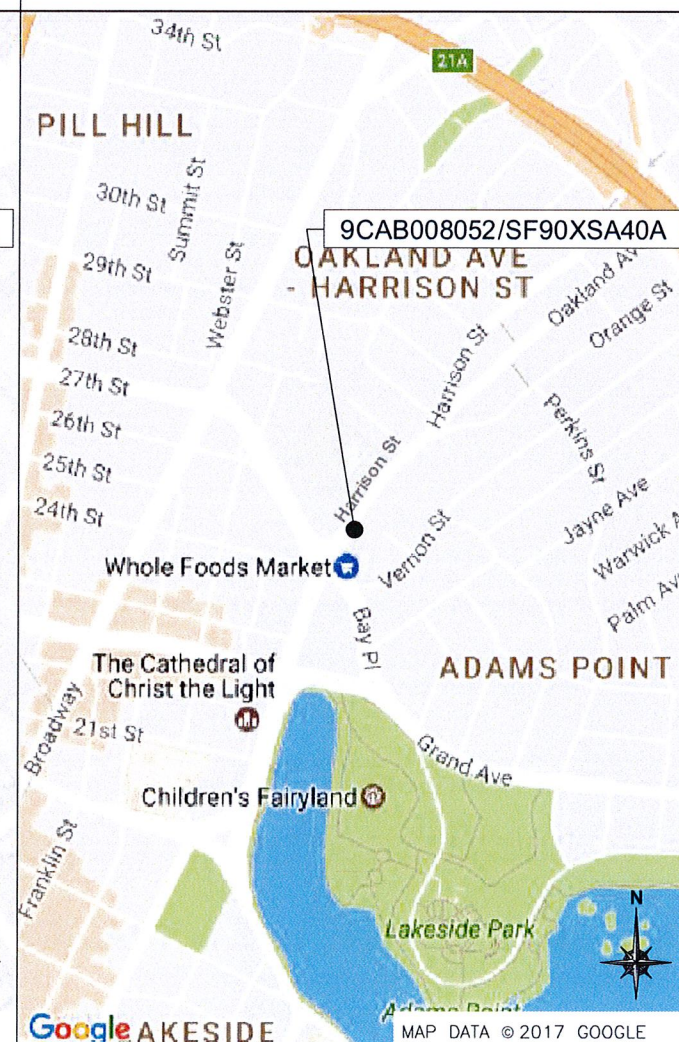 34th St
21A
PILL HILL
30th St
Summit St
9CAB008052/SF90XSA40A
29th St
Webster St
OAKLAND AVE
- HARRISON ST
Oakland Av
Orange St
28th St
27th St
Harrison St
26th St
Perkins St
25th St
Harrison St
24th St
Vernon St
Jayne Ave
Warwick A
Whole Foods Market
Palm Av
Bay Pl
The Cathedral of
Christ the Light
ADAMS POINT
Broadway
21st St
Grand Ave
Children's Fairyland
Franklin St
N
Lakeside Park
Adams Point
Google
AKESIDE
MAP DATA © 2017 GOOGLE